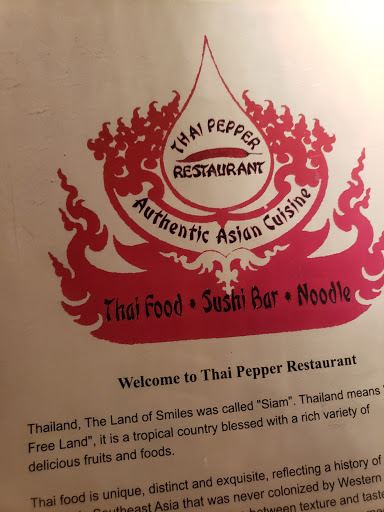 THAI PEPPER
RESTAURANT
Authentic Asian Cuisine
Thai Food • Sushi Bar • Noodle
Welcome to Thai Pepper Restaurant
Thailand, The Land of Smiles was called "Siam". Thailand means "
Free Land", it is a tropical country blessed with a rich variety of
delicious fruits and foods.
Thai food is unique, distinct and exquisite, reflecting a history of
Southeast Asia that was never colonized by Western
between texture and taste